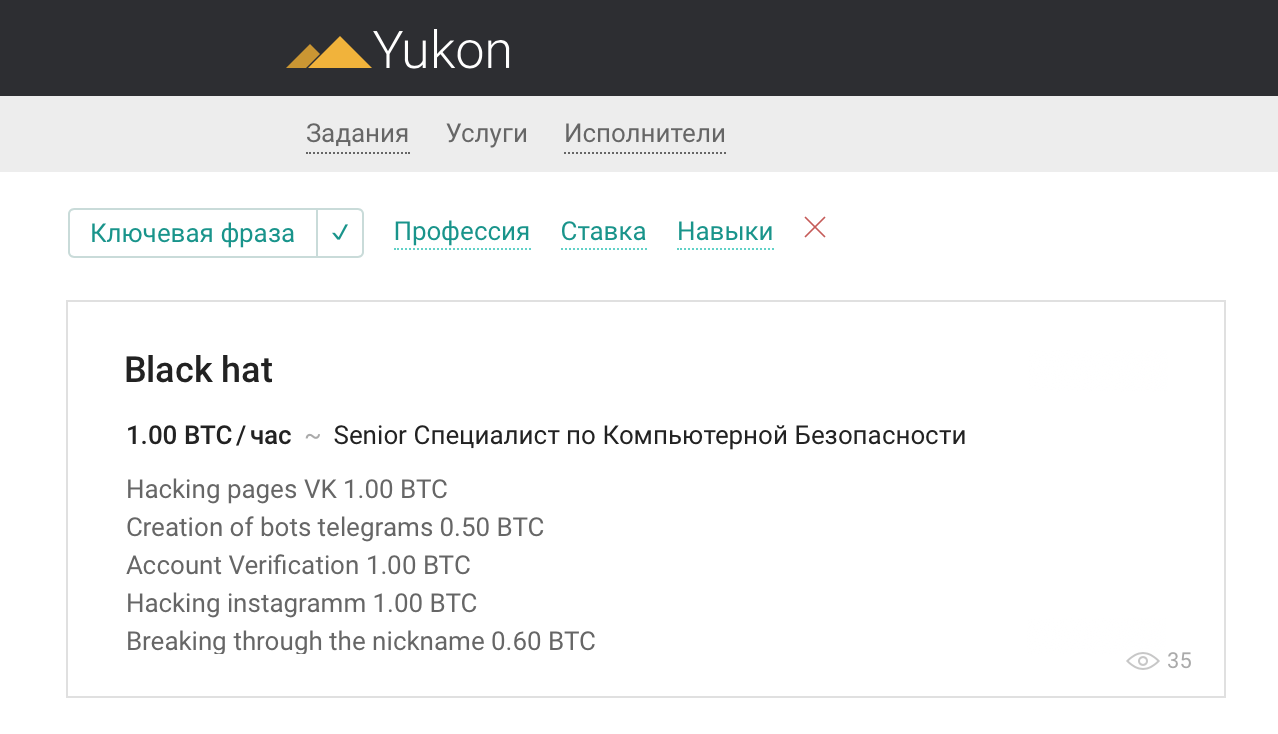 Yukon
Задания Услуги Исполнители
Ключевая фраза Профессия Ставка Навыки
Black hat
1.00 BTC / час ~ Senior Специалист по Компьютерной Безопасности
Hacking pages VK 1.00 BTC
Creation of bots telegrams 0.50 BTC
Account Verification 1.00 BTC
Hacking instagramm 1.00 BTC
Breaking through the nickname 0.60 BTC
35